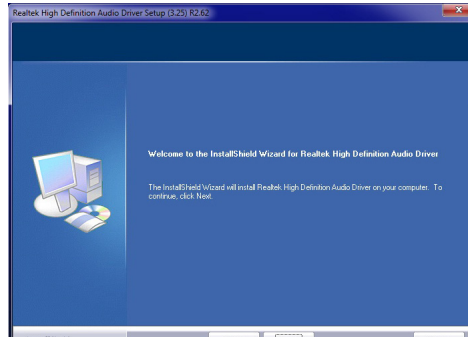 Realtek High Definition Audio Driver Setup (3.25) R2.62
Welcome to the InstallShield Wizard for Realtek High Definition Audio Driver
The InstallShield Wizard will install Realtek High Definition Audio Driver on your computer. To
continue, click Next.